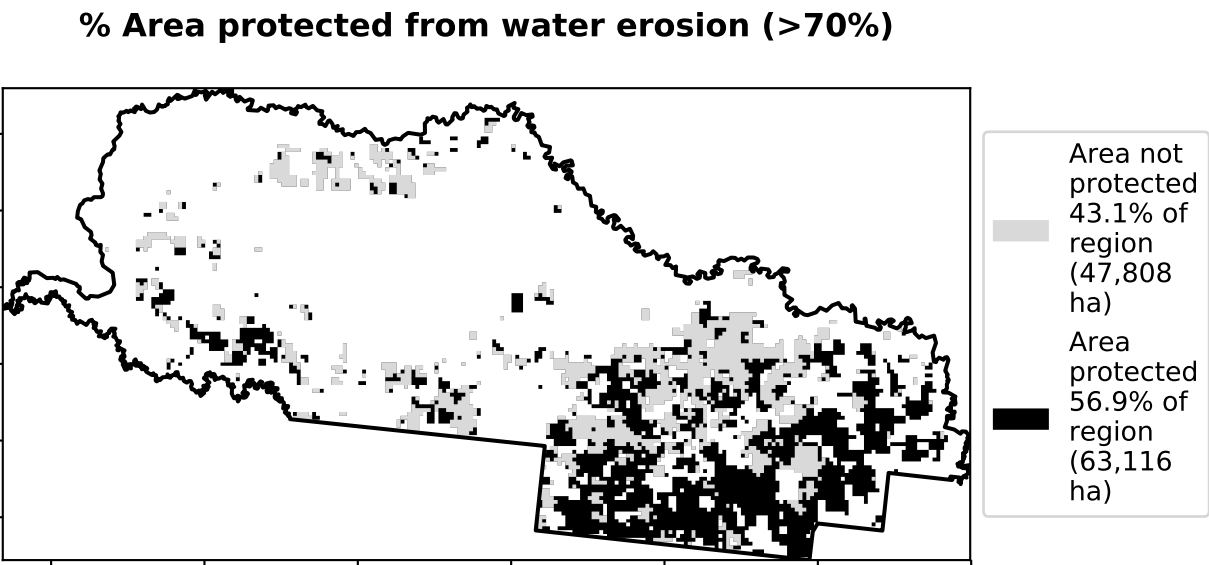 % Area protected from water erosion (>70%)
Area not
protected
43.1% of
region
(47,808
ha)
Area
protected
56.9% of
region
(63,116
ha)